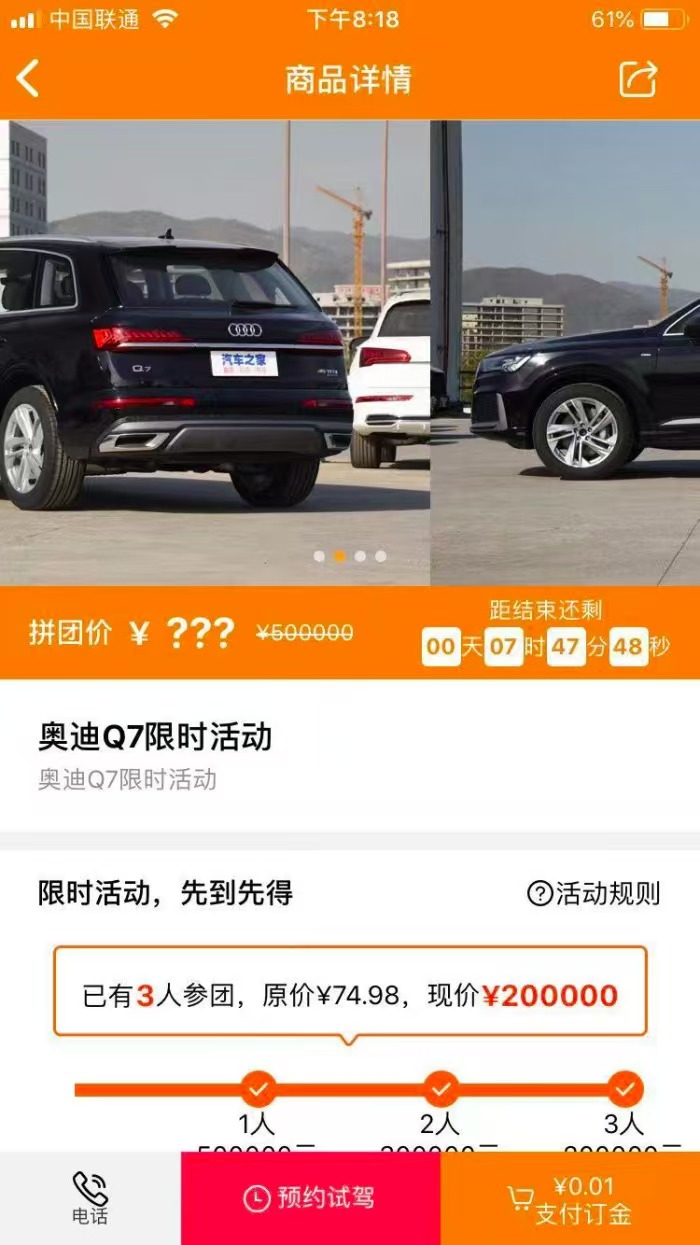 中国联通 下午8:18 61%
商品详情
Q7
汽车之家
拼团价 ¥ ??? ¥500000
距结束还剩
00天07时47分48秒
奥迪Q7限时活动
奥迪Q7限时活动
限时活动，先到先得
?活动规则
已有3人参团，原价¥74.98，现价¥200000
1人 2人 3人
电话
预约试驾
¥0.01
支付订金